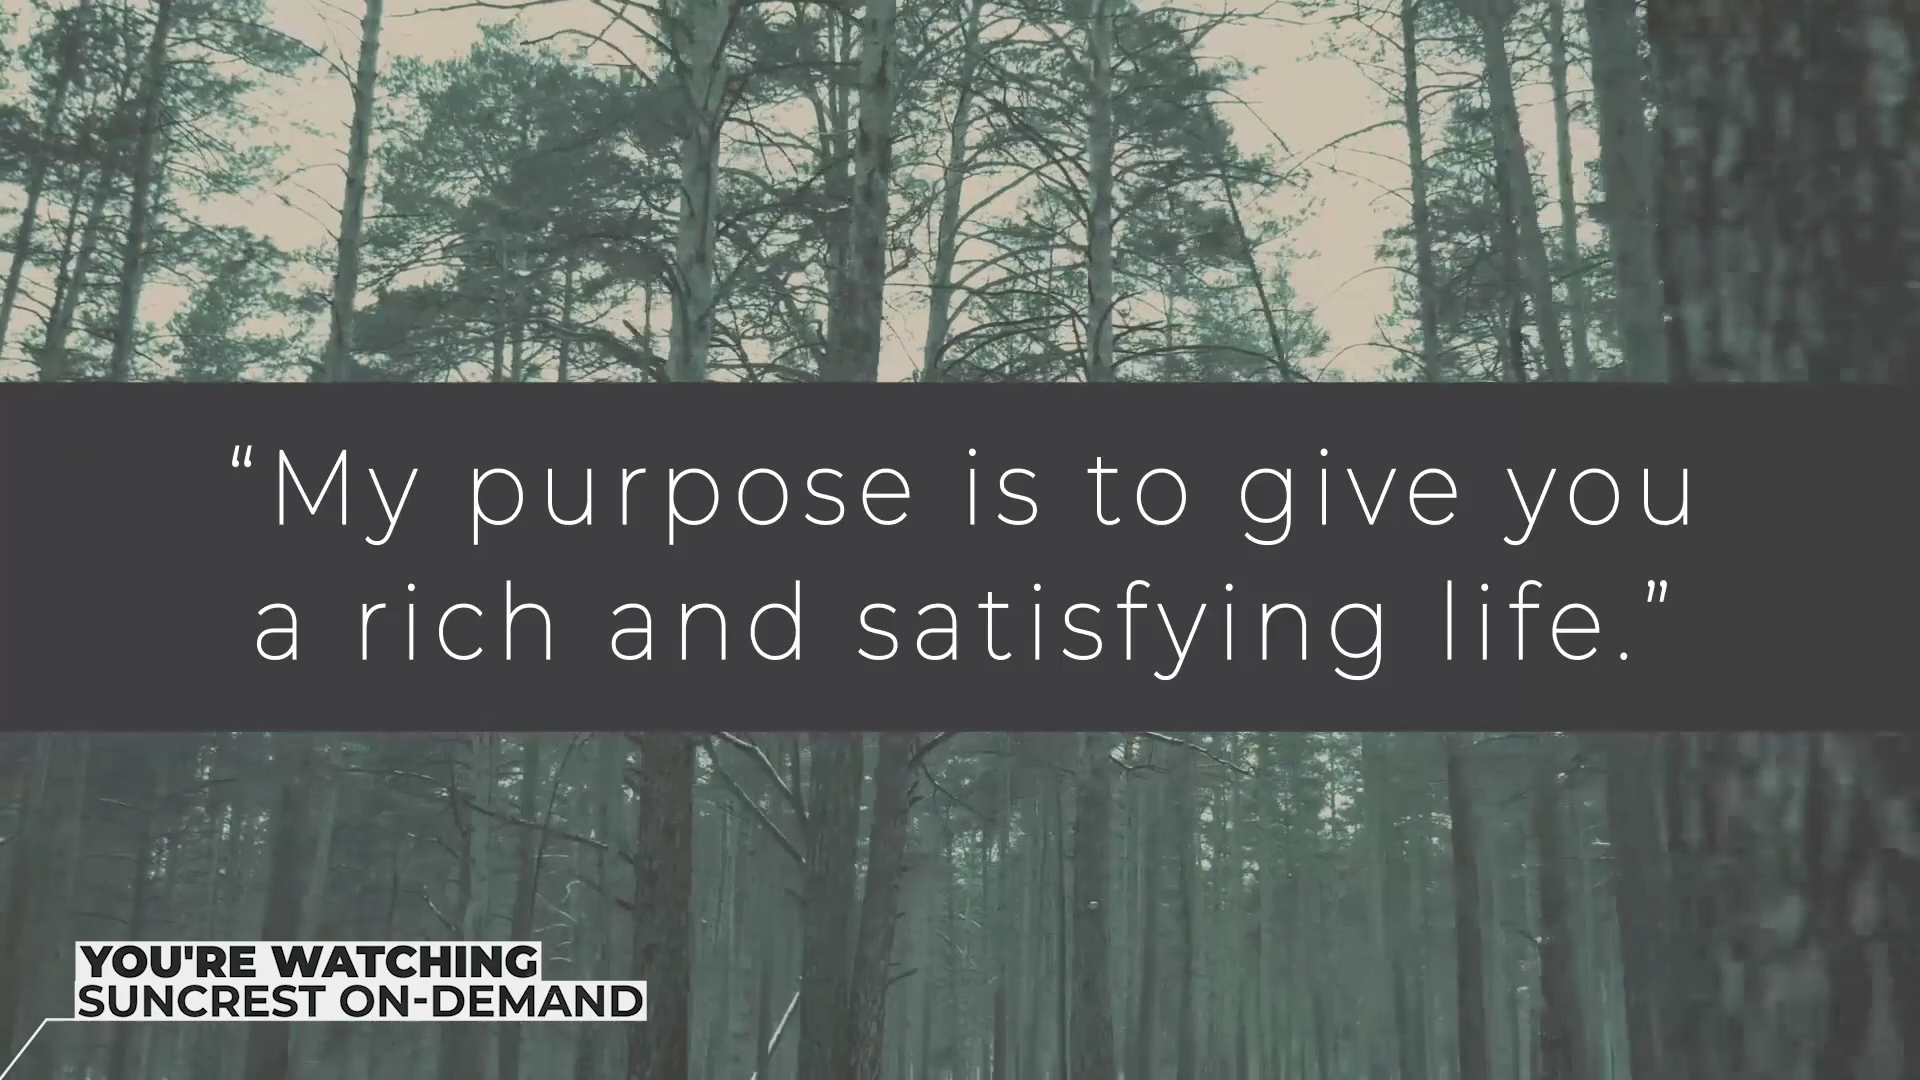 “My purpose is to give you
a rich and satisfying life.”
YOU'RE WATCHING
SUNCREST ON-DEMAND